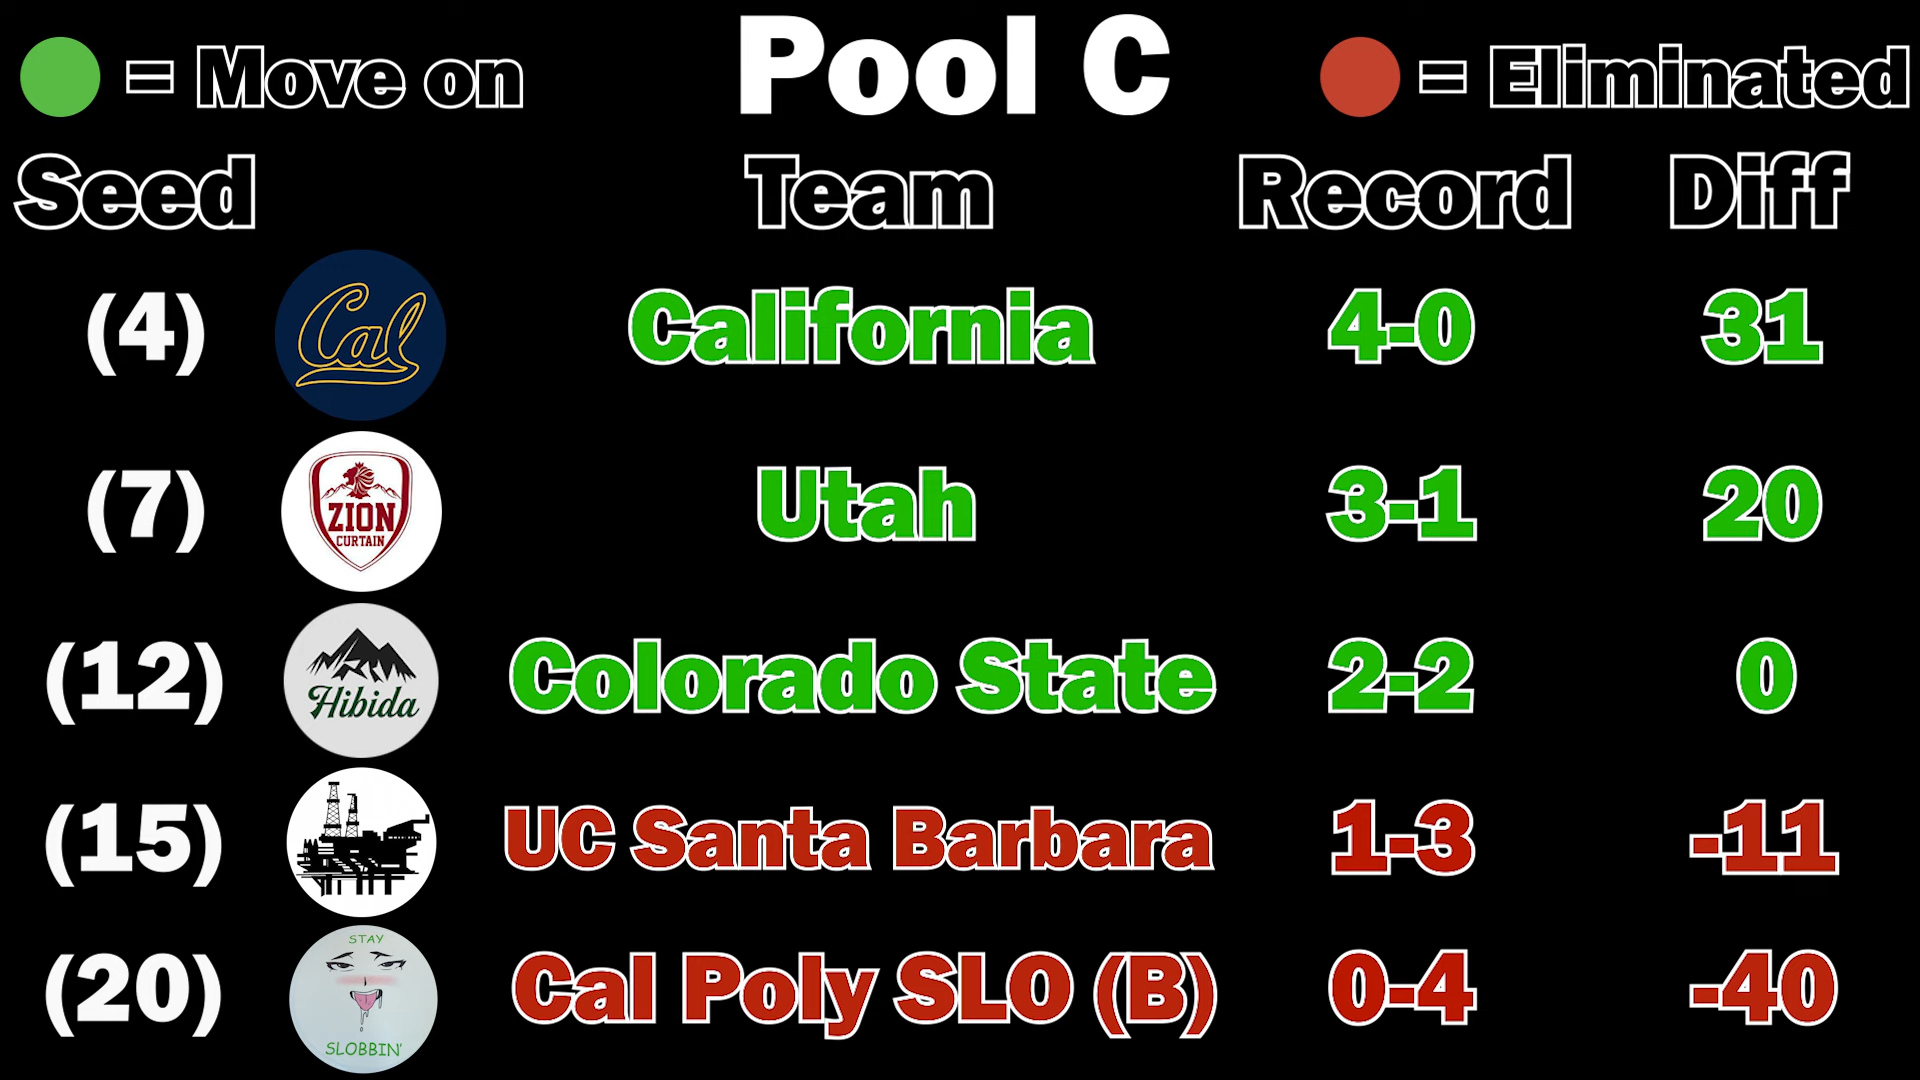 = Move on
Pool C
= Eliminated
Seed Team Record Diff
(4) Cal California 4-0 31
(7) ZION CURTAIN Utah 3-1 20
(12) Hibida Colorado State 2-2 0
(15) UC Santa Barbara 1-3 -11
STAY
(20) Cal Poly SLO (B) 0-4 -40
SLOBBIN'